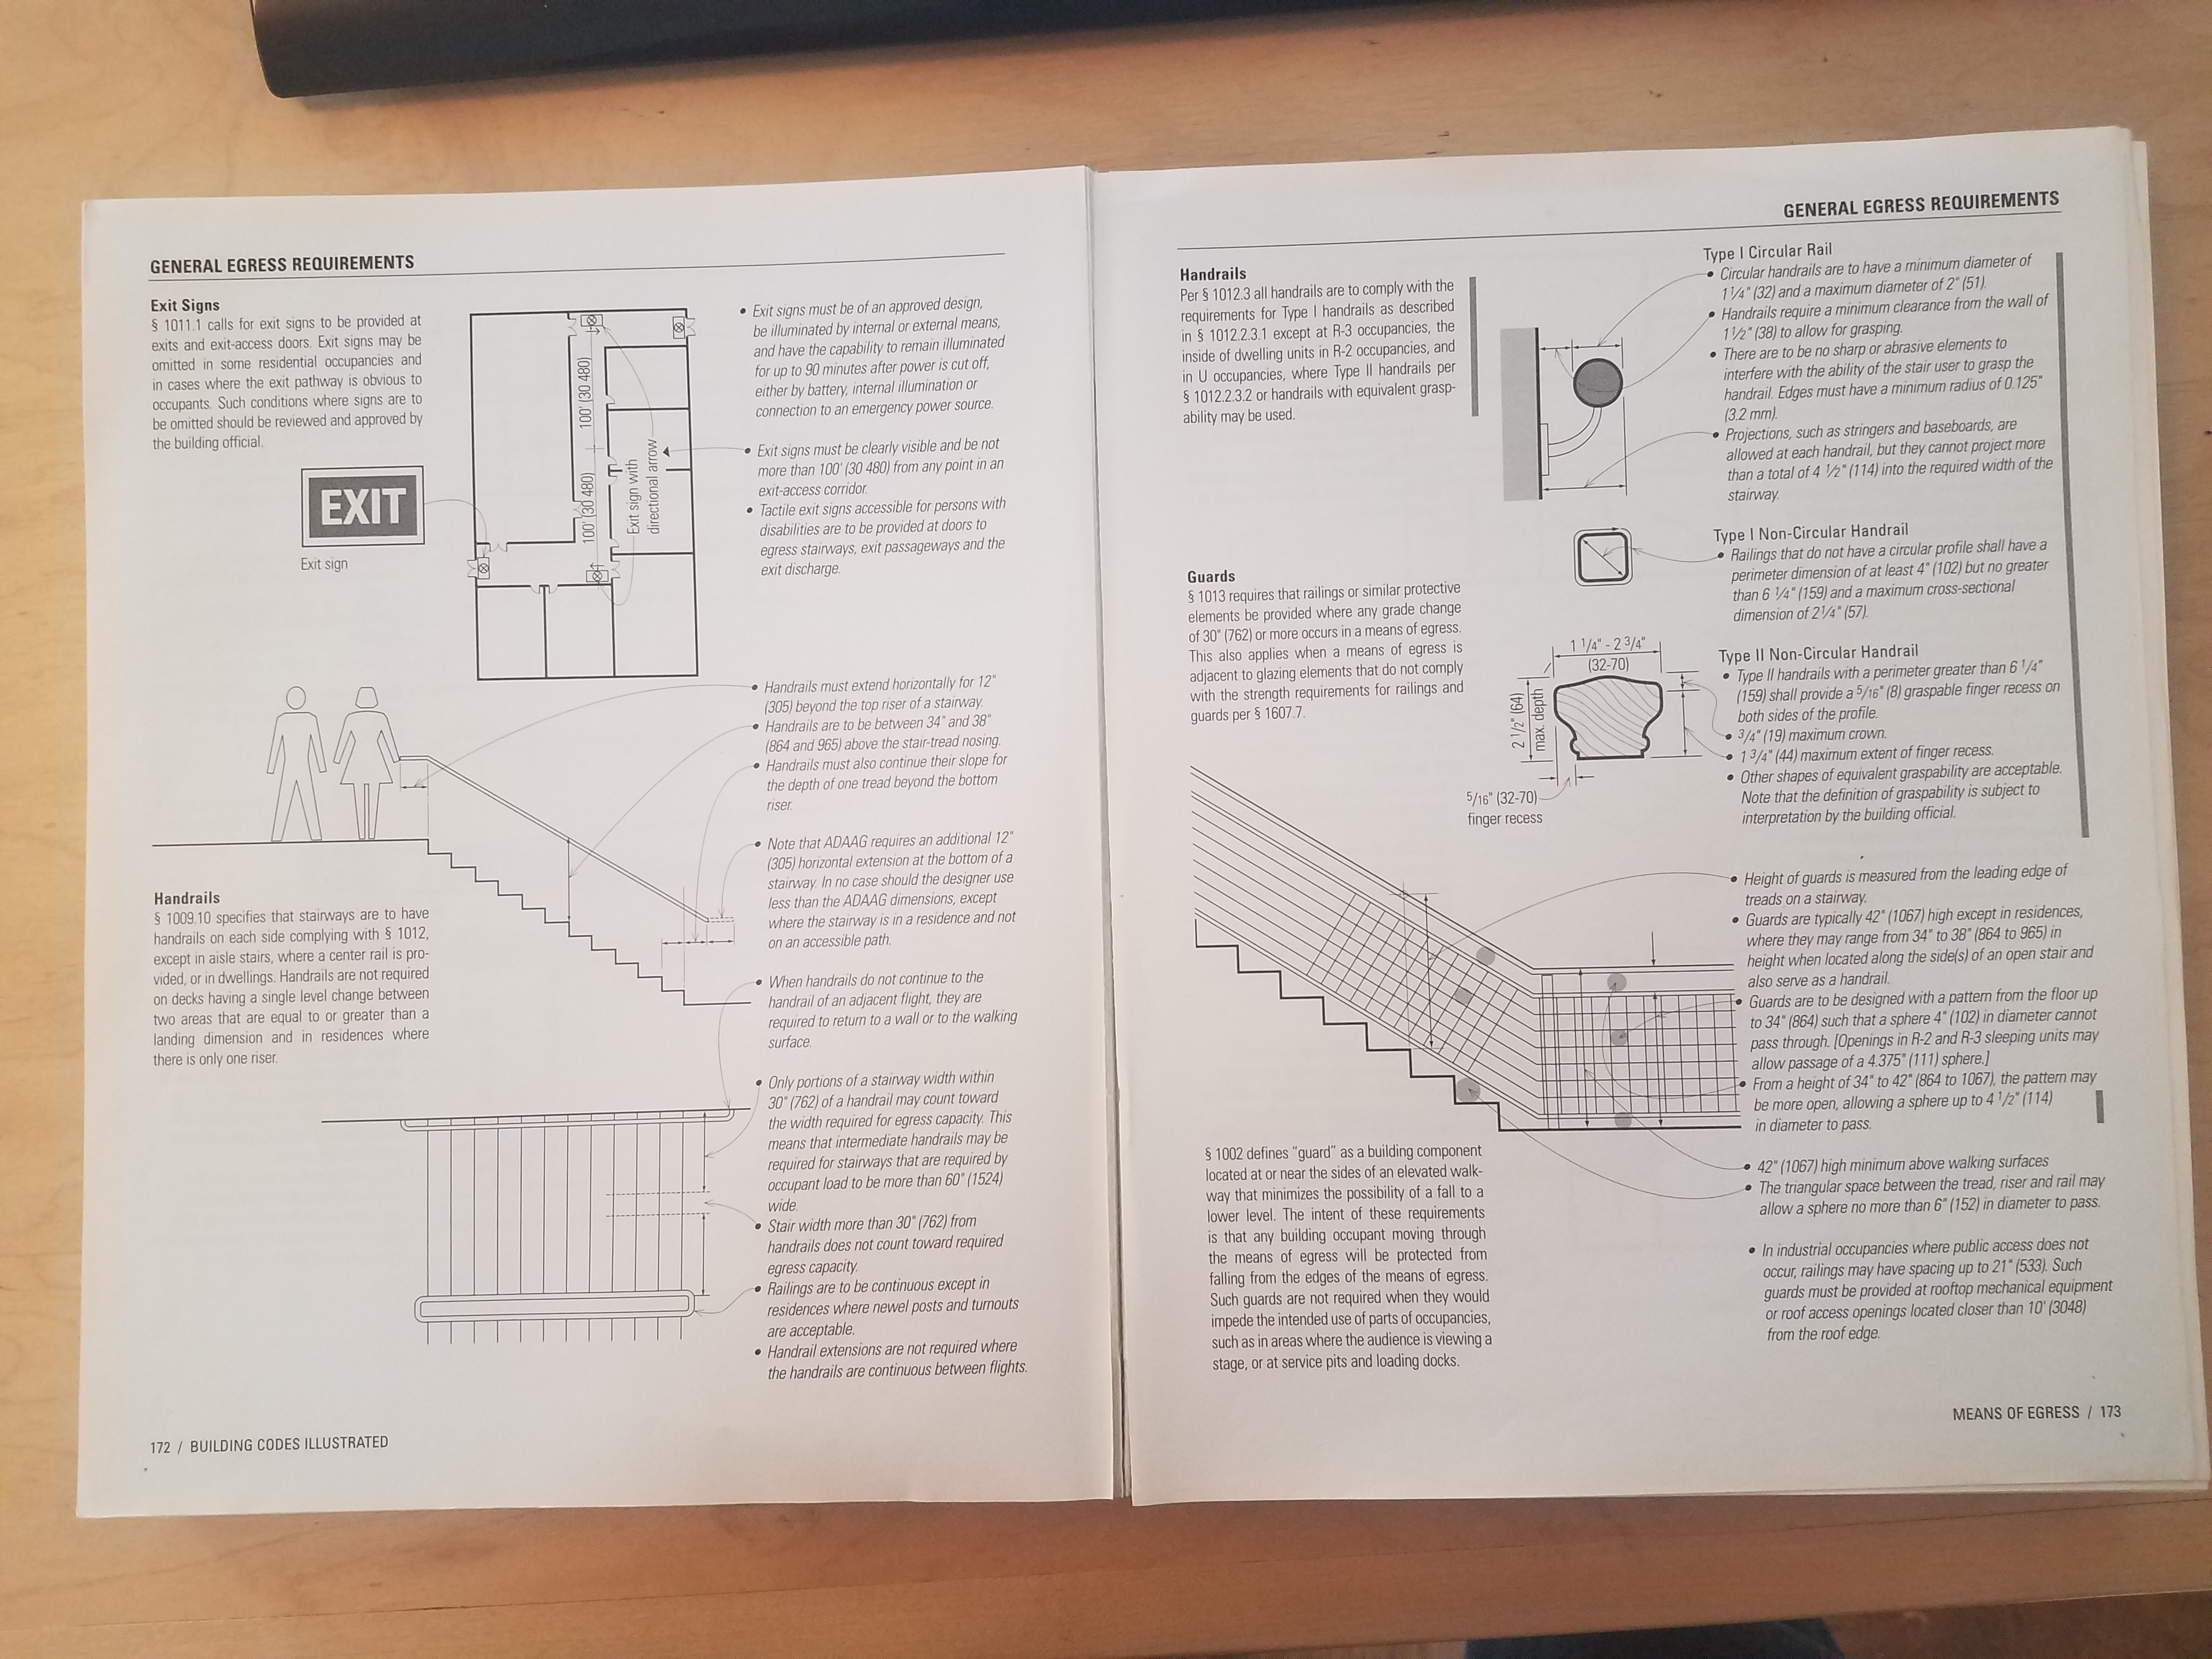 GENERAL EGRESS REQUIREMENTS
Exit Signs
§ 1011.1 calls for exit signs to be provided at
exits and exit-access doors. Exit signs may be
omitted in some residential occupancies and
in cases where the exit pathway is obvious to
occupants. Such conditions where signs are to
be omitted should be reviewed and approved by
the building official.
EXIT
Exit sign
100' (30 480)
100' (30 480)
Exit sign with
directional arrow
• Exit signs must be of an approved design,
be illuminated by internal or external means,
and have the capability to remain illuminated
for up to 90 minutes after power is cut off,
either by battery, internal illumination or
connection to an emergency power source.
• Exit signs must be clearly visible and be not
more than 100' (30 480) from any point in an
exit-access corridor.
• Tactile exit signs accessible for persons with
disabilities are to be provided at doors to
egress stairways, exit passageways and the
exit discharge.
• Handrails must extend horizontally for 12"
(305) beyond the top riser of a stairway.
• Handrails are to be between 34" and 38"
(864 and 965) above the stair-tread nosing.
• Handrails must also continue their slope for
the depth of one tread beyond the bottom
riser.
• Note that ADAAG requires an additional 12"
(305) horizontal extension at the bottom of a
stairway. In no case should the designer use
less than the ADAAG dimensions, except
where the stairway is in a residence and not
on an accessible path.
Handrails
§ 1009.10 specifies that stairways are to have
handrails on each side complying with § 1012,
except in aisle stairs, where a center rail is pro-
vided, or in dwellings. Handrails are not required
on decks having a single level change between
two areas that are equal to or greater than a
landing dimension and in residences where
there is only one riser.
• When handrails do not continue to the
handrail of an adjacent flight, they are
required to return to a wall or to the walking
surface.
• Only portions of a stairway width within
30" (762) of a handrail may count toward
the width required for egress capacity. This
means that intermediate handrails may be
required for stairways that are required by
occupant load to be more than 60" (1524)
wide.
• Stair width more than 30" (762) from
handrails does not count toward required
egress capacity.
• Railings are to be continuous except in
residences where newel posts and turnouts
are acceptable.
• Handrail extensions are not required where
the handrails are continuous between flights.
172 / BUILDING CODES ILLUSTRATED
GENERAL EGRESS REQUIREMENTS
Handrails
Per § 1012.3 all handrails are to comply with the
requirements for Type I handrails as described
in § 1012.2.3.1 except at R-3 occupancies, the
inside of dwelling units in R-2 occupancies, and
in U occupancies, where Type II handrails per
§ 1012.2.3.2 or handrails with equivalent grasp-
ability may be used.
Type I Circular Rail
• Circular handrails are to have a minimum diameter of
1 1/4" (32) and a maximum diameter of 2" (51).
• Handrails require a minimum clearance from the wall of
1 1/2" (38) to allow for grasping.
• There are to be no sharp or abrasive elements to
interfere with the ability of the stair user to grasp the
handrail. Edges must have a minimum radius of 0.125"
(3.2 mm).
• Projections, such as stringers and baseboards, are
allowed at each handrail, but they cannot project more
than a total of 4 1/2" (114) into the required width of the
stairway.
Type I Non-Circular Handrail
• Railings that do not have a circular profile shall have a
perimeter dimension of at least 4" (102) but no greater
than 6 1/4" (159) and a maximum cross-sectional
dimension of 2 1/4" (57).
Guards
§ 1013 requires that railings or similar protective
elements be provided where any grade change
of 30" (762) or more occurs in a means of egress.
This also applies when a means of egress is
adjacent to glazing elements that do not comply
with the strength requirements for railings and
guards per § 1607.7.
1 1/4" - 2 3/4"
(32-70)
2 1/2" (64)
max. depth
5/16" (32-70)
finger recess
Type II Non-Circular Handrail
• Type II handrails with a perimeter greater than 6 1/4"
(159) shall provide a 5/16" (8) graspable finger recess on
both sides of the profile.
• 3/4" (19) maximum crown.
• 1 3/4" (44) maximum extent of finger recess.
• Other shapes of equivalent graspability are acceptable.
Note that the definition of graspability is subject to
interpretation by the building official.
• Height of guards is measured from the leading edge of
treads on a stairway.
• Guards are typically 42" (1067) high except in residences,
where they may range from 34" to 38" (864 to 965) in
height when located along the side(s) of an open stair and
also serve as a handrail.
• Guards are to be designed with a pattern from the floor up
to 34" (864) such that a sphere 4" (102) in diameter cannot
pass through. [Openings in R-2 and R-3 sleeping units may
allow passage of a 4.375" (111) sphere.]
• From a height of 34" to 42" (864 to 1067), the pattern may
be more open, allowing a sphere up to 4 1/2" (114)
in diameter to pass.
• 42" (1067) high minimum above walking surfaces
• The triangular space between the tread, riser and rail may
allow a sphere no more than 6" (152) in diameter to pass.
• In industrial occupancies where public access does not
occur, railings may have spacing up to 21" (533). Such
guards must be provided at rooftop mechanical equipment
or roof access openings located closer than 10' (3048)
from the roof edge.
§ 1002 defines “guard” as a building component
located at or near the sides of an elevated walk-
way that minimizes the possibility of a fall to a
lower level. The intent of these requirements
is that any building occupant moving through
the means of egress will be protected from
falling from the edges of the means of egress.
Such guards are not required when they would
impede the intended use of parts of occupancies,
such as in areas where the audience is viewing a
stage, or at service pits and loading docks.
MEANS OF EGRESS / 173